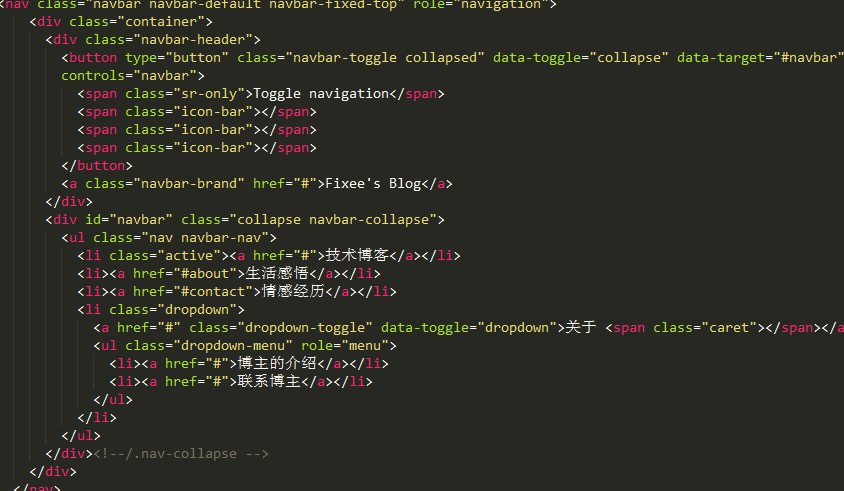 <nav class="navbar navbar-default navbar-fixed-top" role="navigation">
<div class="container">
<div class="navbar-header">
<button type="button" class="navbar-toggle collapsed" data-toggle="collapse" data-target="#navbar"
controls="navbar">
<span class="sr-only">Toggle navigation</span>
<span class="icon-bar"></span>
<span class="icon-bar"></span>
<span class="icon-bar"></span>
</button>
<a class="navbar-brand" href="#">Fixee's Blog</a>
</div>
<div id="navbar" class="collapse navbar-collapse">
<ul class="nav navbar-nav">
<li class="active"><a href="#">技术博客</a></li>
<li><a href="#about">生活感悟</a></li>
<li><a href="#contact">情感经历</a></li>
<li class="dropdown">
<a href="#" class="dropdown-toggle" data-toggle="dropdown">关于 <span class="caret"></span></a
<ul class="dropdown-menu" role="menu">
<li><a href="#">博主的介绍</a></li>
<li><a href="#">联系博主</a></li>
</ul>
</li>
</ul>
</div><!--/.nav-collapse -->
</div>
</nav>